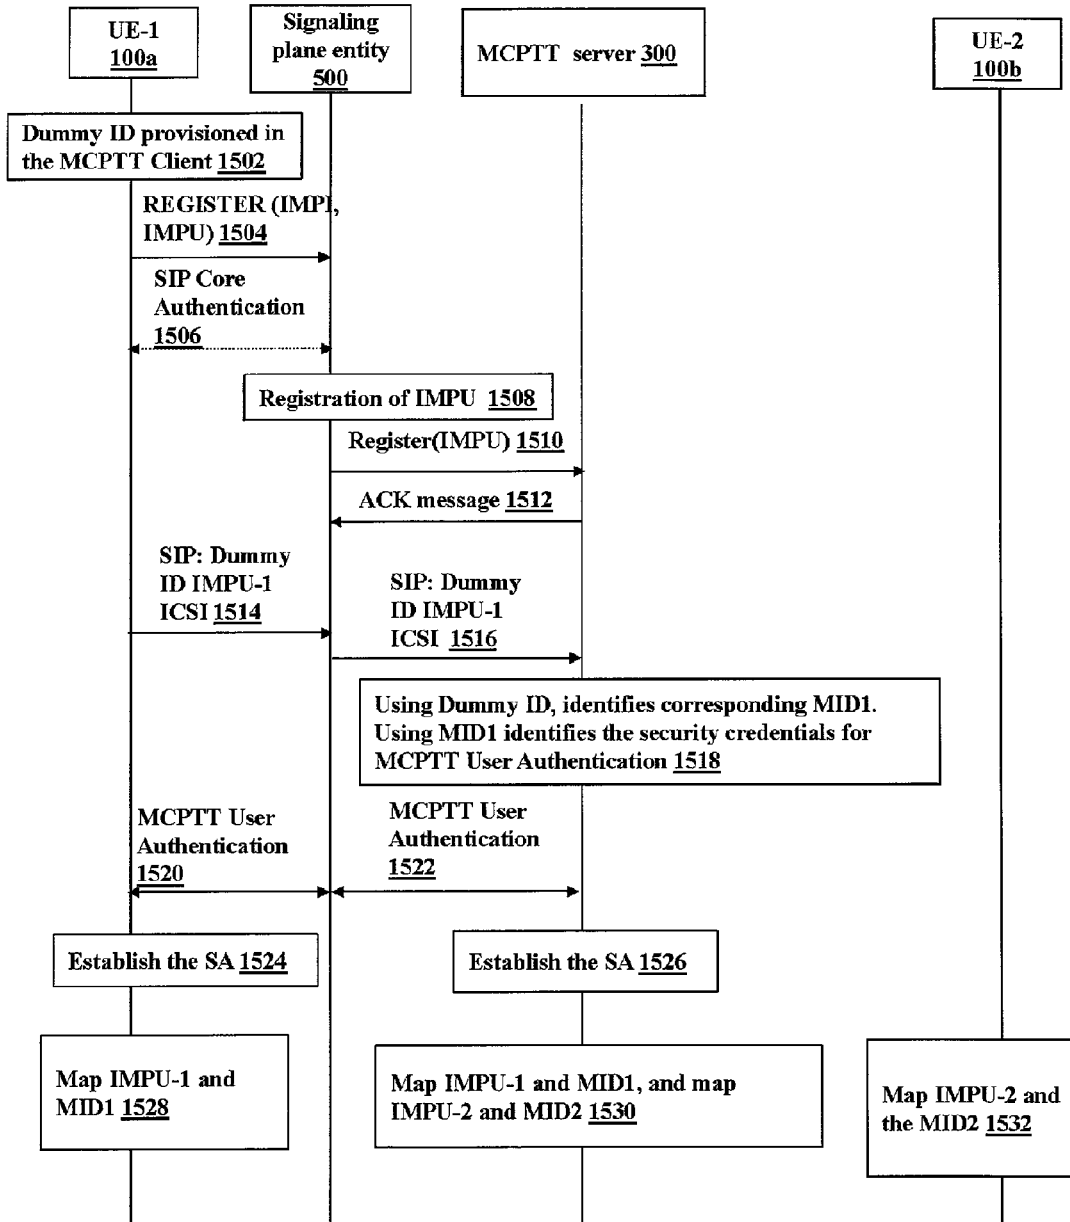 UE-1
100a
Signaling
plane entity
500
MCPTT server 300
UE-2
100b
Dummy ID provisioned in
the MCPTT Client 1502
REGISTER (IMPI,
IMPU) 1504
SIP Core
Authentication
1506
Registration of IMPU 1508
Register(IMPU) 1510
ACK message 1512
SIP: Dummy
ID IMPU-1
ICSI 1514
SIP: Dummy
ID IMPU-1
ICSI 1516
Using Dummy ID, identifies corresponding MID1.
Using MID1 identifies the security credentials for
MCPTT User Authentication 1518
MCPTT User
Authentication
1520
MCPTT User
Authentication
1522
Establish the SA 1524
Establish the SA 1526
Map IMPU-1 and
MID1 1528
Map IMPU-1 and MID1, and map
IMPU-2 and MID2 1530
Map IMPU-2 and
the MID2 1532